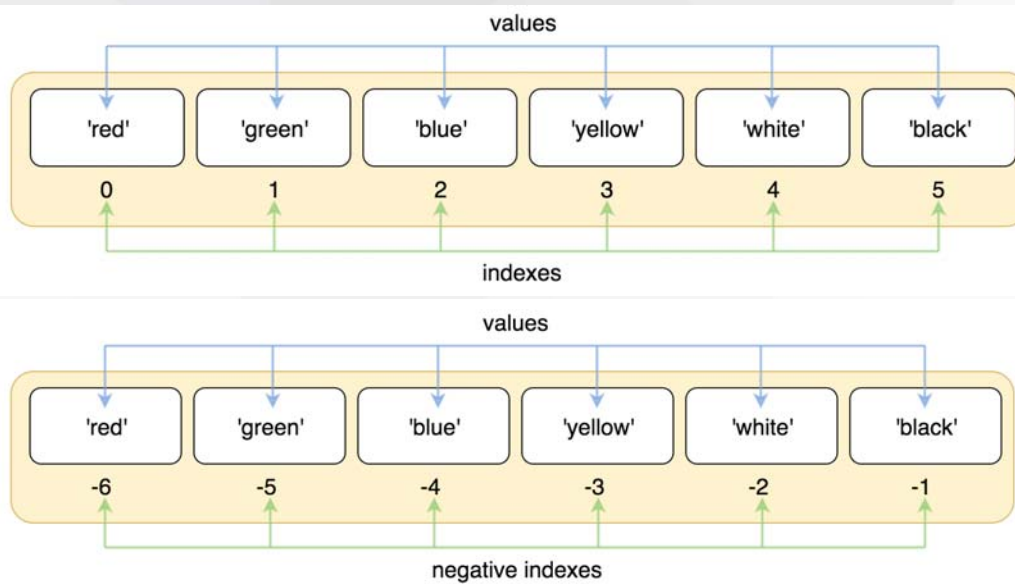 values
'red' 'green' 'blue' 'yellow' 'white' 'black'
0 1 2 3 4 5
indexes
values
'red' 'green' 'blue' 'yellow' 'white' 'black'
-6 -5 -4 -3 -2 -1
negative indexes